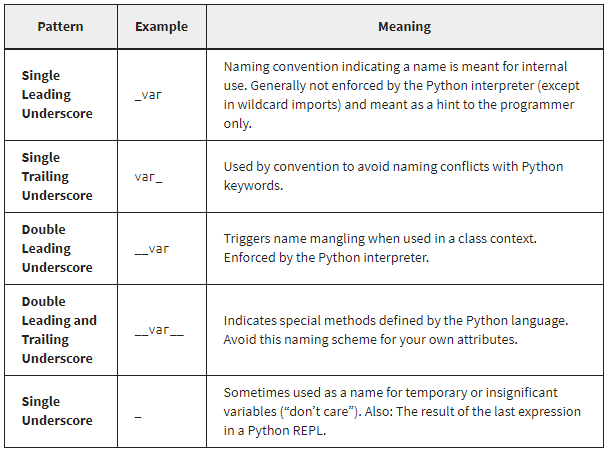 Pattern Example Meaning
Single
Leading
Underscore
_var
Naming convention indicating a name is meant for internal
use. Generally not enforced by the Python interpreter (except
in wildcard imports) and meant as a hint to the programmer
only.
Single
Trailing
Underscore
var_
Used by convention to avoid naming conflicts with Python
keywords.
Double
Leading
Underscore
__var
Triggers name mangling when used in a class context.
Enforced by the Python interpreter.
Double
Leading and
Trailing
Underscore
__var__
Indicates special methods defined by the Python language.
Avoid this naming scheme for your own attributes.
Single
Underscore
_
Sometimes used as a name for temporary or insignificant
variables (“don’t care”). Also: The result of the last expression
in a Python REPL.